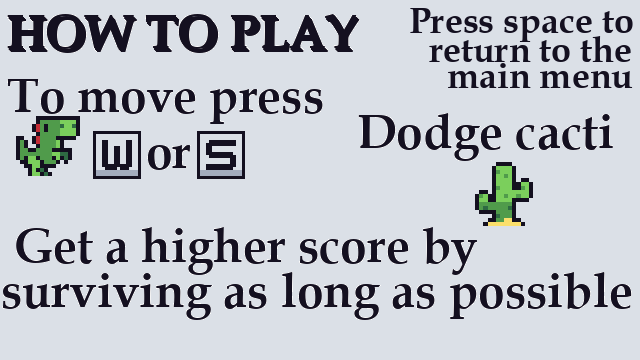 HOW TO PLAY
Press space to
return to the
main menu
To move press
W or S
Dodge cacti
Get a higher score by
surviving as long as possible